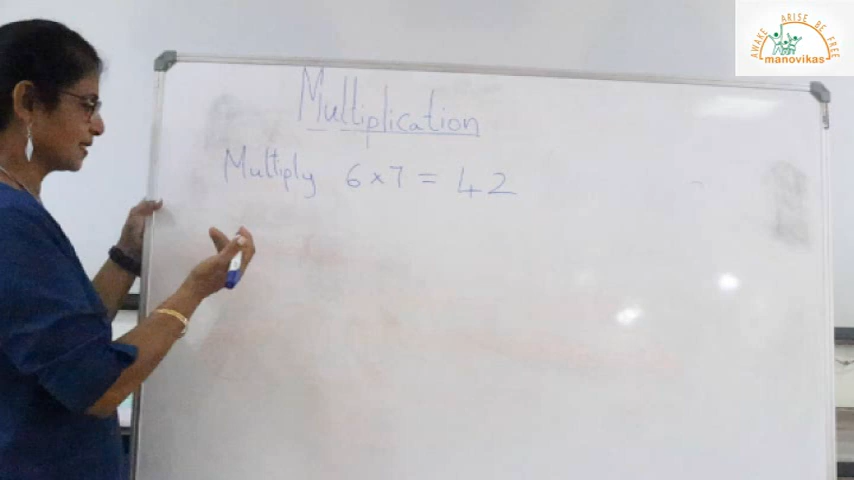 AWAKE ARISE BE FREE
manovikas
Multiplication
Multiply 6 × 7 = 42